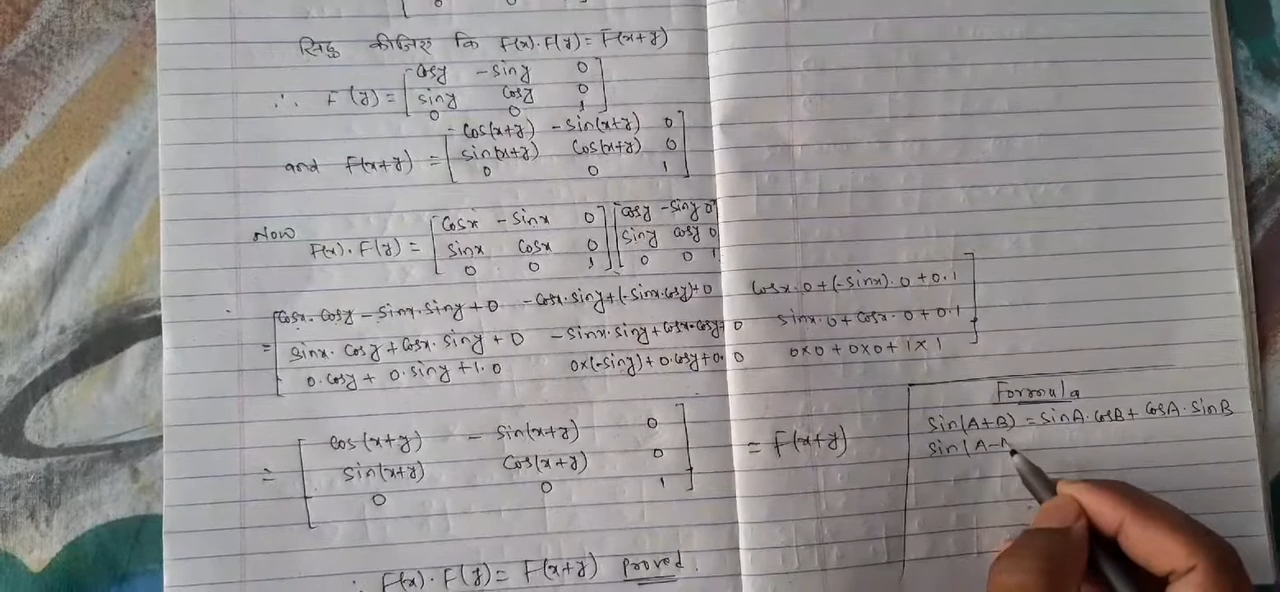 0 0
सिद्ध कीजिए कि F(x).F(y)= F(x+y)
cosy -siny 0
∴ F(y)= siny cosy 0
0 0 1
cos(x+y) -sin(x+y) 0
and F(x+y) = sin(x+y) cos(x+y) 0
0 0 1
Now cosx -sinx 0 cosy -siny 0
F(x).F(y) = sinx cosx 0 siny cosy 0
0 0 1 0 0 1
cosx.cosy-sinx.siny+0 -cosx.siny+(-sinx.cosy)+0 cosx.0+(-sinx).0+0.1
= sinx.cosy+cosx.siny+0 -sinx.siny+cosx.cosy+0 sinx.0+cosx.0+0.1
0.cosy+0.siny+1.0 0x(-siny)+0.cosy+0.0 0x0+0x0+1x1
Formula
sin(A+B)=sinA.cosB+cosA.sinB
sin(A-
cos(x+y) -sin(x+y) 0
= sin(x+y) cos(x+y) 0 = F(x+y)
0 0 1
∴ F(x).F(y)= F(x+y) Proved.